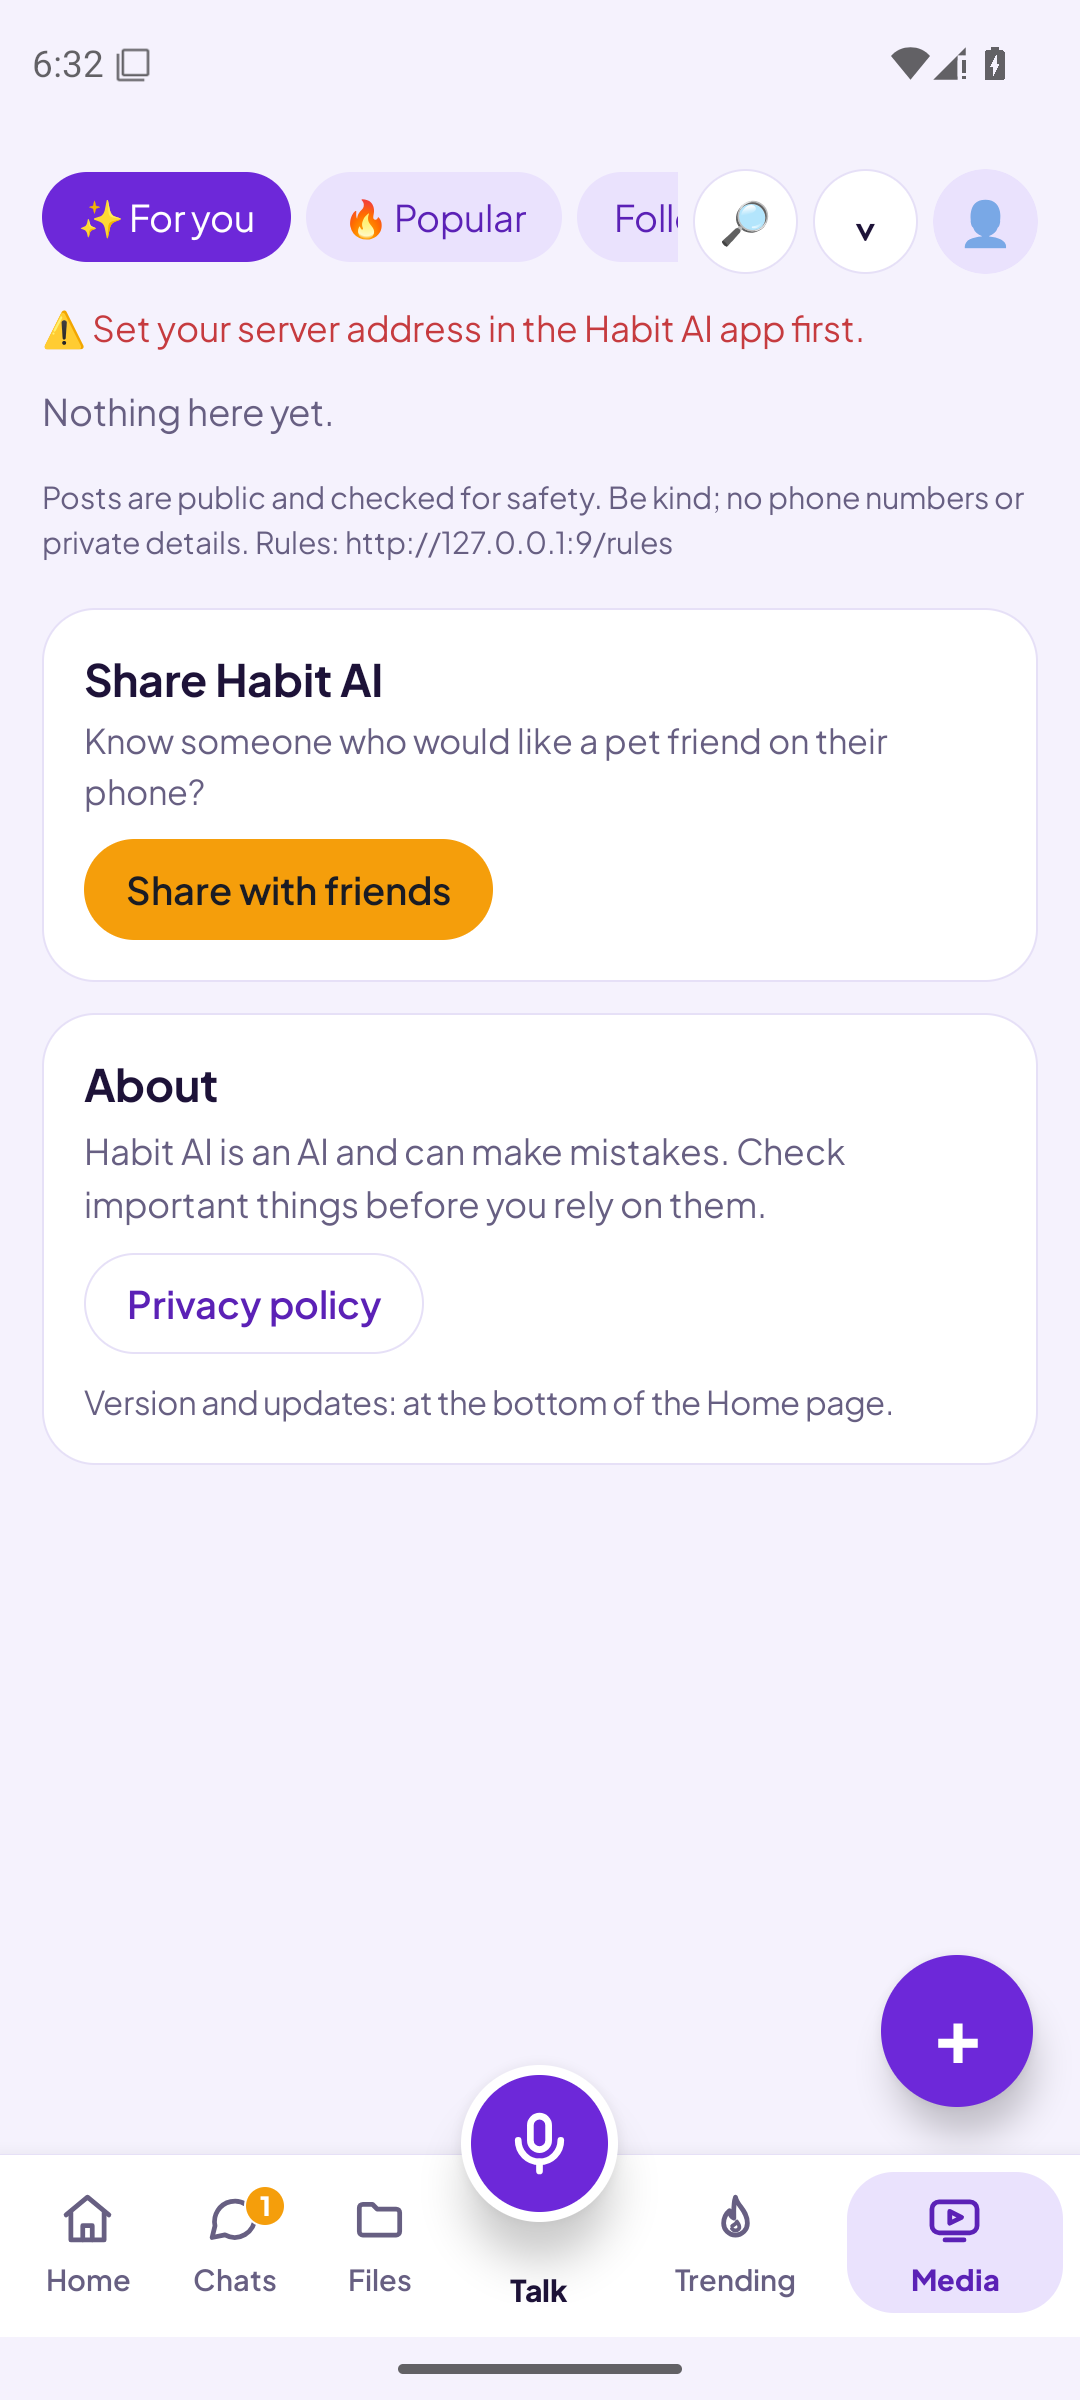 6:32
✨ For you
🔥 Popular
Foll
v
⚠️ Set your server address in the Habit AI app first.
Nothing here yet.
Posts are public and checked for safety. Be kind; no phone numbers or
private details. Rules: http://127.0.0.1:9/rules
Share Habit AI
Know someone who would like a pet friend on their
phone?
Share with friends
About
Habit AI is an AI and can make mistakes. Check
important things before you rely on them.
Privacy policy
Version and updates: at the bottom of the Home page.
+
1
Home
Chats
Files
Talk
Trending
Media